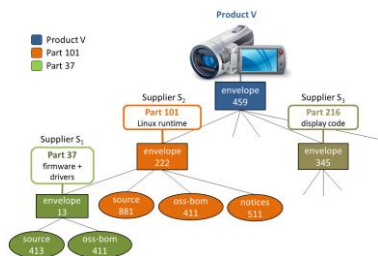 Product V
Product V
Part 101
Part 37
envelope
459
Supplier S2
Supplier S3
Part 101
Linux runtime
Part 216
display code
Supplier S1
Part 37
firmware +
drivers
envelope
222
envelope
345
envelope
13
source
881
oss-bom
411
notices
511
source
413
oss-bom
411